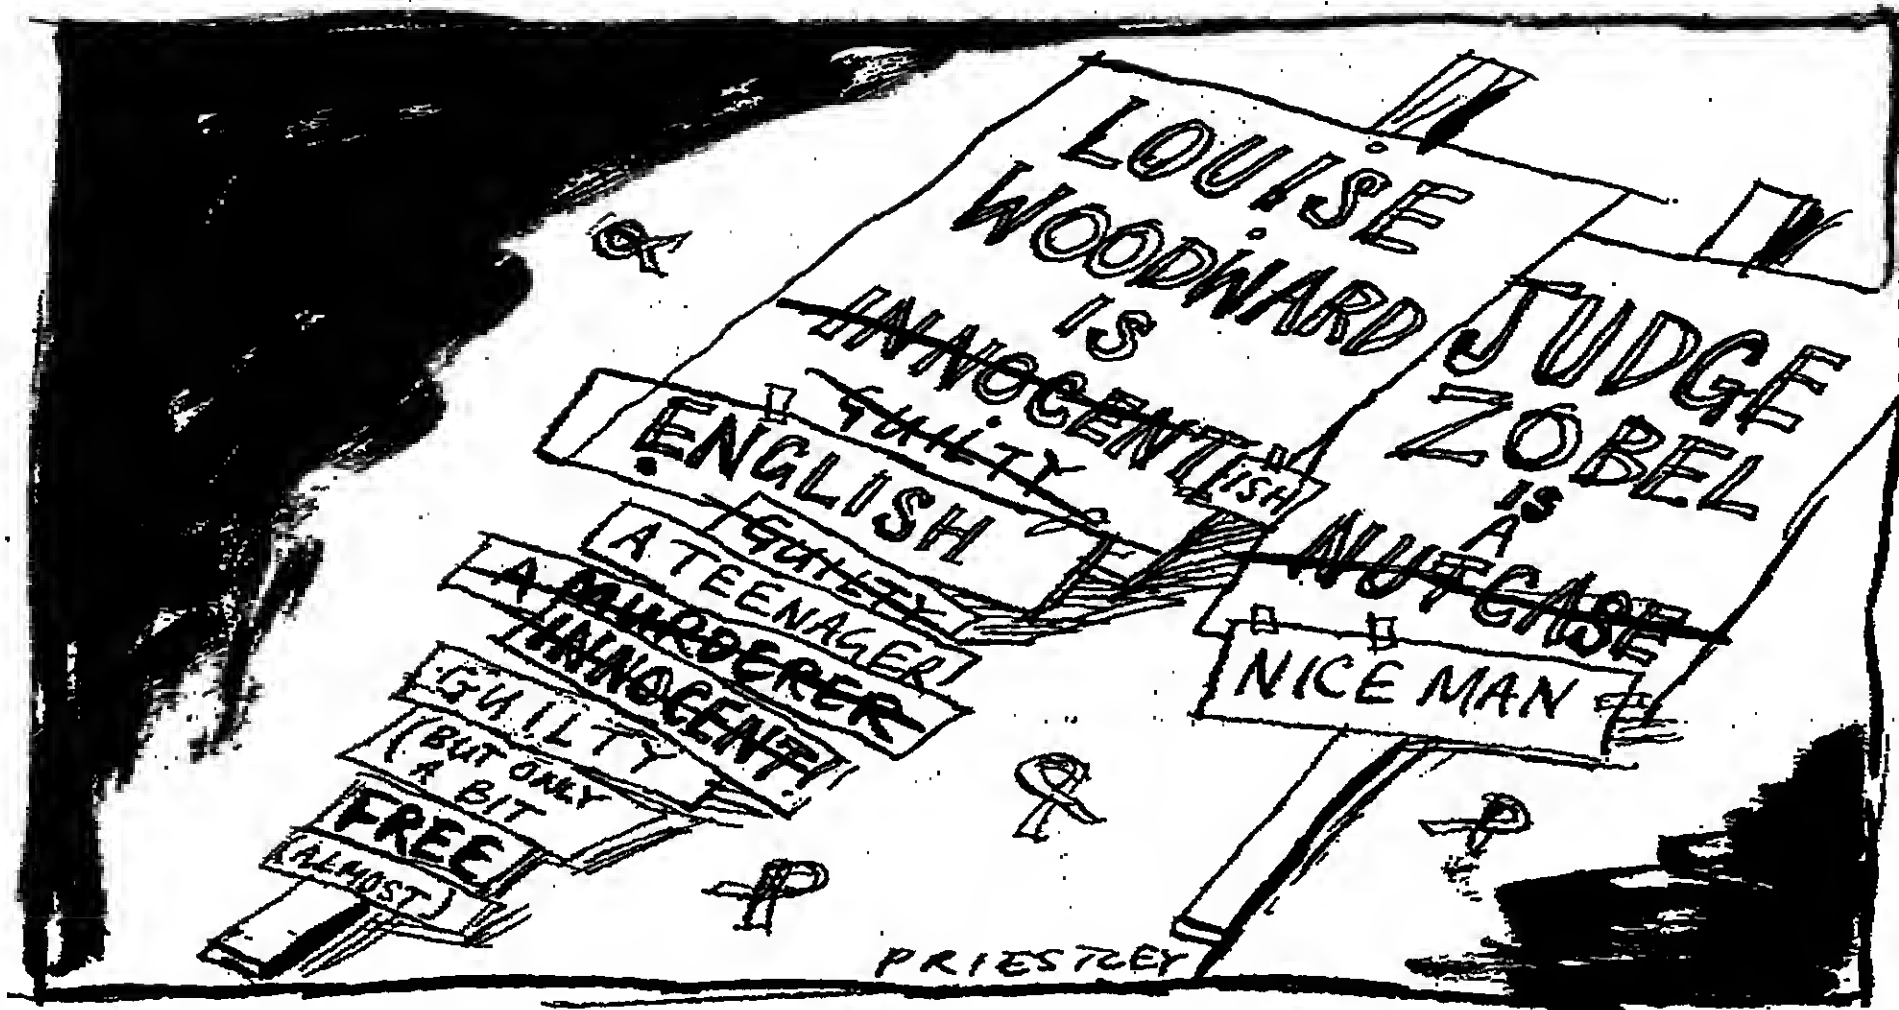 LOUISE
WOODWARD
IS
INNOCENT
(ISH)
GUILTY
ENGLISH
GUILTY
A TEENAGER
A MURDERER
INNOCENT!
GUILTY
(BUT ONLY
A BIT
FREE
(ALMOST)
JUDGE
ZOBEL
IS
A
NUTCASE
NICE MAN
PRIESTLEY